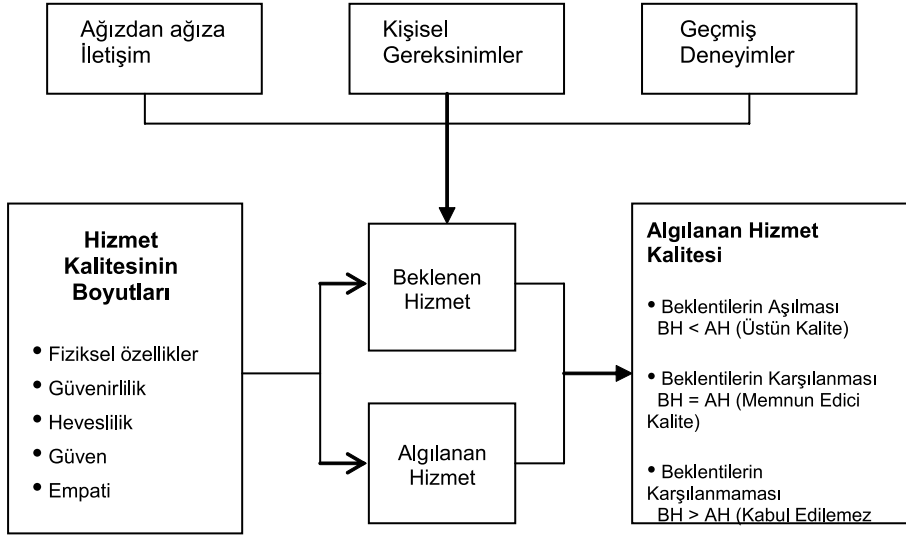 Ağızdan ağıza
İletişim
Kişisel
Gereksinimler
Geçmiş
Deneyimler
Hizmet
Kalitesinin
Boyutları
• Fiziksel özellikler
• Güvenirlilik
• Heveslilik
• Güven
• Empati
Beklenen
Hizmet
Algılanan
Hizmet
Algılanan Hizmet
Kalitesi
• Beklentilerin Aşılması
BH < AH (Üstün Kalite)
• Beklentilerin Karşılanması
BH = AH (Memnun Edici
Kalite)
• Beklentilerin
Karşılanmaması
BH > AH (Kabul Edilemez